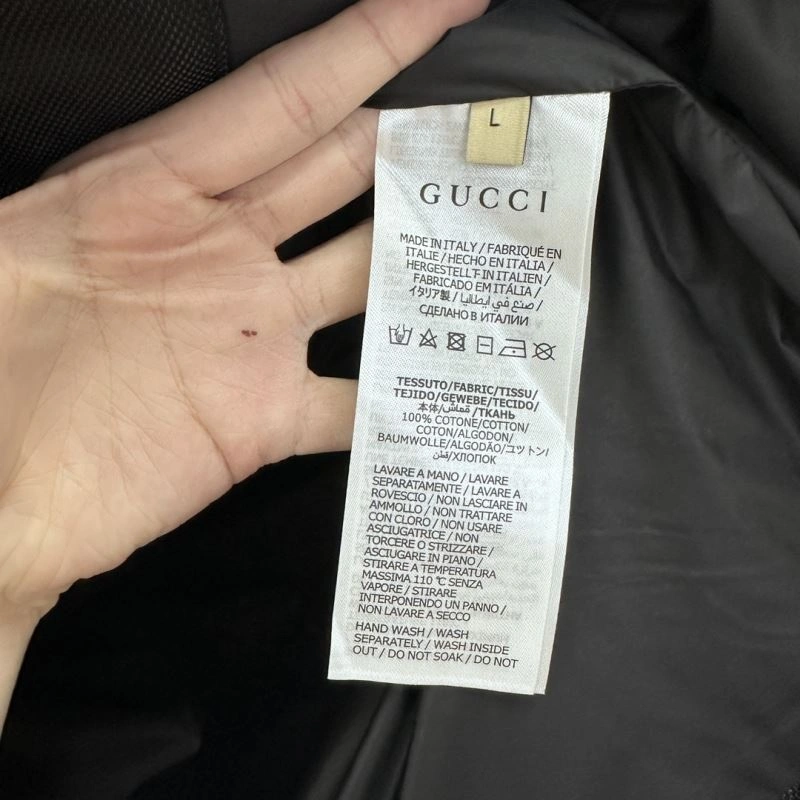 L
GUCCI
MADE IN ITALY / FABRIQUÉ EN
ITALIE / HECHO EN ITALIA /
HERGESTELLT IN ITALIEN /
FABRICADO EM ITÁLIA /
イタリア製 / صنع في ايطاليا /
СДЕЛАНО В ИТАЛИИ
TESSUTO/FABRIC/TISSU/
TEJIDO/GEWEBE/TECIDO/
本体/قماش/ТКАНЬ
100% COTONE/COTTON/
COTON/ALGODON/
BAUMWOLLE/ALGODÃO/コットン/
قطن/ХЛОПОК
LAVARE A MANO / LAVARE
SEPARATAMENTE / LAVARE A
ROVESCIO / NON LASCIARE IN
AMMOLLO / NON TRATTARE
CON CLORO / NON USARE
ASCIUGATRICE / NON
TORCERE O STRIZZARE /
ASCIUGARE IN PIANO /
STIRARE A TEMPERATURA
MASSIMA 110 °C SENZA
VAPORE / STIRARE
INTERPONENDO UN PANNO /
NON LAVARE A SECCO
HAND WASH / WASH
SEPARATELY / WASH INSIDE
OUT / DO NOT SOAK / DO NOT